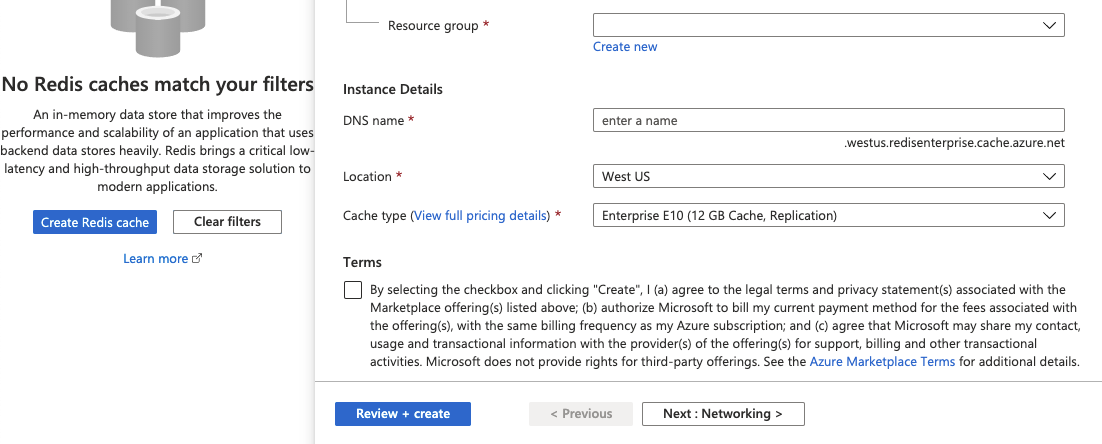 No Redis caches match your filters
An in-memory data store that improves the
performance and scalability of an application that uses
backend data stores heavily. Redis brings a critical low-
latency and high-throughput data storage solution to
modern applications.
Create Redis cache
Clear filters
Learn more
Resource group *
Create new
Instance Details
DNS name *
enter a name
.westus.redisenterprise.cache.azure.net
Location *
West US
Cache type (View full pricing details) *
Enterprise E10 (12 GB Cache, Replication)
Terms
By selecting the checkbox and clicking "Create", I (a) agree to the legal terms and privacy statement(s) associated with the
Marketplace offering(s) listed above; (b) authorize Microsoft to bill my current payment method for the fees associated with
the offering(s), with the same billing frequency as my Azure subscription; and (c) agree that Microsoft may share my contact,
usage and transactional information with the provider(s) of the offering(s) for support, billing and other transactional
activities. Microsoft does not provide rights for third-party offerings. See the Azure Marketplace Terms for additional details.
Review + create
< Previous
Next : Networking >